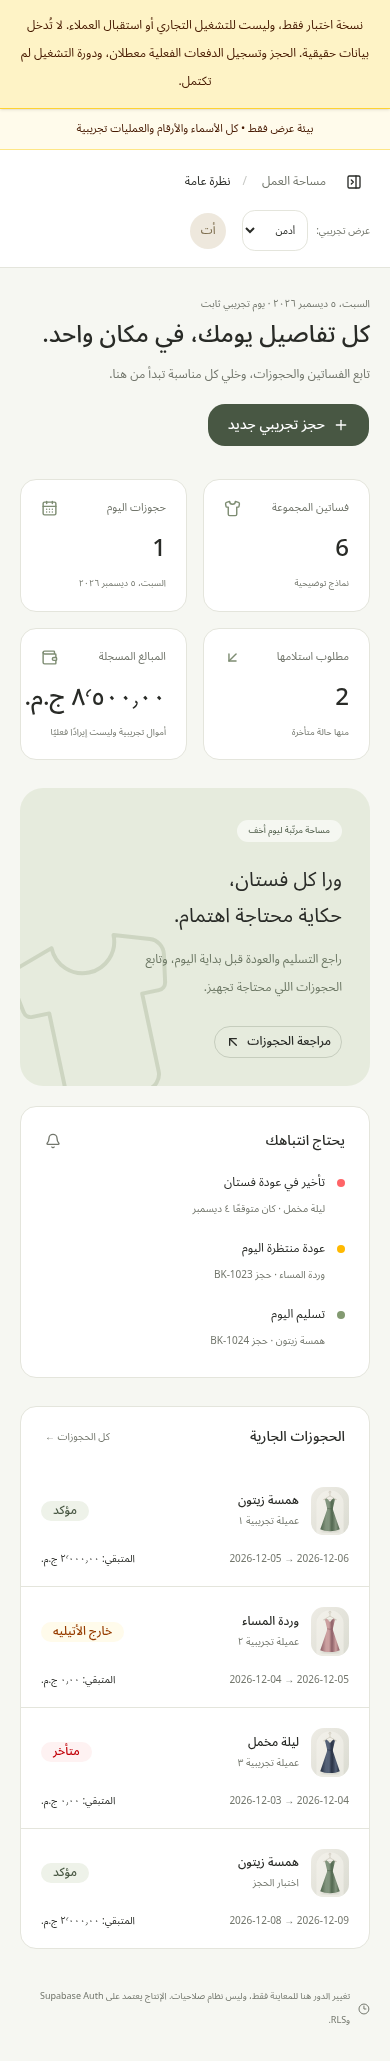 نسخة اختبار فقط، وليست للتشغيل التجاري أو استقبال العملاء. لا تُدخل
بيانات حقيقية. الحجز وتسجيل الدفعات الفعلية معطلان، ودورة التشغيل لم
تكتمل.
بيئة عرض فقط • كل الأسماء والأرقام والعمليات تجريبية
مساحة العمل / نظرة عامة
عرض تجريبي: أدمن أت
السبت، ٥ ديسمبر ٢٠٢٦ · يوم تجريبي ثابت
كل تفاصيل يومك، في مكان واحد.
تابع الفساتين والحجوزات، وخلي كل مناسبة تبدأ من هنا.
+ حجز تجريبي جديد
فساتين المجموعة
6
نماذج توضيحية
حجوزات اليوم
1
السبت، ٥ ديسمبر ٢٠٢٦
مطلوب استلامها
2
منها حالة متأخرة
المبالغ المسجلة
٨٬٥٠٠٫٠٠ ج.م.
أموال تجريبية وليست إيرادًا فعليًا
مساحة مرتّبة ليوم أخف
ورا كل فستان،
حكاية محتاجة اهتمام.
راجع التسليم والعودة قبل بداية اليوم، وتابع
الحجوزات اللي محتاجة تجهيز.
مراجعة الحجوزات
يحتاج انتباهك
تأخير في عودة فستان
ليلة مخمل · كان متوقعًا ٤ ديسمبر
عودة منتظرة اليوم
وردة المساء · حجز BK-1023
تسليم اليوم
همسة زيتون · حجز BK-1024
الحجوزات الجارية
كل الحجوزات ←
همسة زيتون
عميلة تجريبية ١
مؤكد
2026-12-05 → 2026-12-06
المتبقي: ٢٬٠٠٠٫٠٠ ج.م.
وردة المساء
عميلة تجريبية ٢
خارج الأتيليه
2026-12-04 → 2026-12-05
المتبقي: ٠٫٠٠ ج.م.
ليلة مخمل
عميلة تجريبية ٣
متأخر
2026-12-03 → 2026-12-04
المتبقي: ٠٫٠٠ ج.م.
همسة زيتون
اختبار الحجز
مؤكد
2026-12-08 → 2026-12-09
المتبقي: ٢٬٠٠٠٫٠٠ ج.م.
تغيير الدور هنا للمعاينة فقط، وليس نظام صلاحيات. الإنتاج يعتمد على Supabase Auth
وRLS.